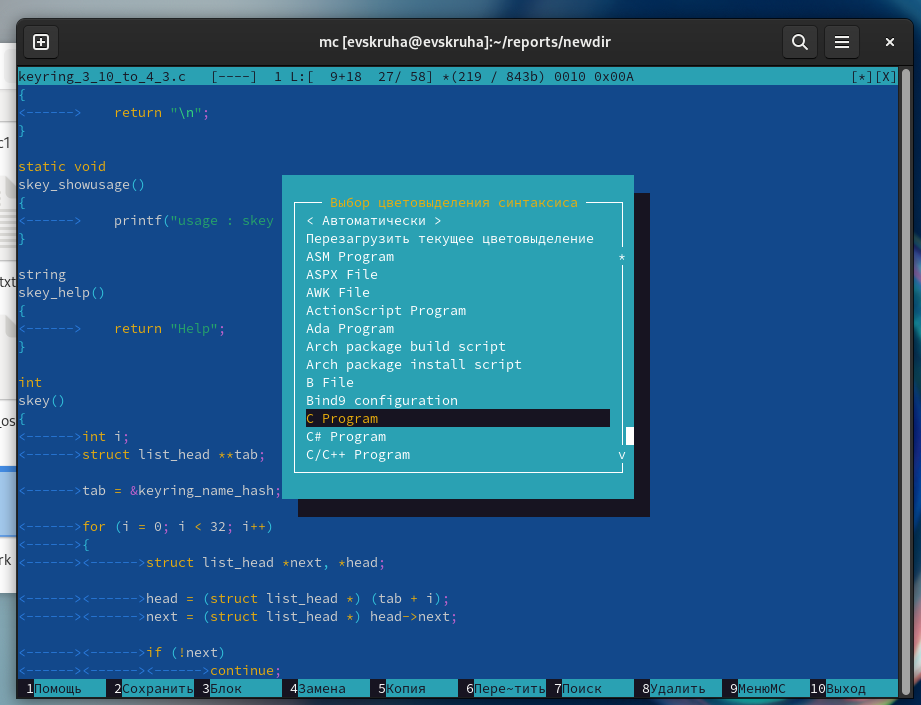 mc [evskruha@evskruha]:~/reports/newdir
keyring_3_10_to_4_3.c [----] 1 L:[ 9+18 27/ 58] *(219 / 843b) 0010 0x00A [*][X]
{
<------> return "\n";
}
static void
skey_showusage()
{
<------> printf("usage : skey
}
string
skey_help()
{
<------> return "Help";
}
int
skey()
{
<------>int i;
<------>struct list_head **tab;
<------>tab = &keyring_name_hash;
<------>for (i = 0; i < 32; i++)
<------>{
<------><------>struct list_head *next, *head;
<------><------>head = (struct list_head *) (tab + i);
<------><------>next = (struct list_head *) head->next;
<------><------>if (!next)
<------><------><------>continue;
Выбор цветовыделения синтаксиса
< Автоматически >
Перезагрузить текущее цветовыделение
ASM Program
*
ASPX File
AWK File
ActionScript Program
Ada Program
Arch package build script
Arch package install script
B File
Bind9 configuration
C Program
C# Program
C/C++ Program
v
1Помощь 2Сохранить 3Блок 4Замена 5Копия 6Пере~тить 7Поиск 8Удалить 9МенюMC 10Выход
c1
txt
_os
rk